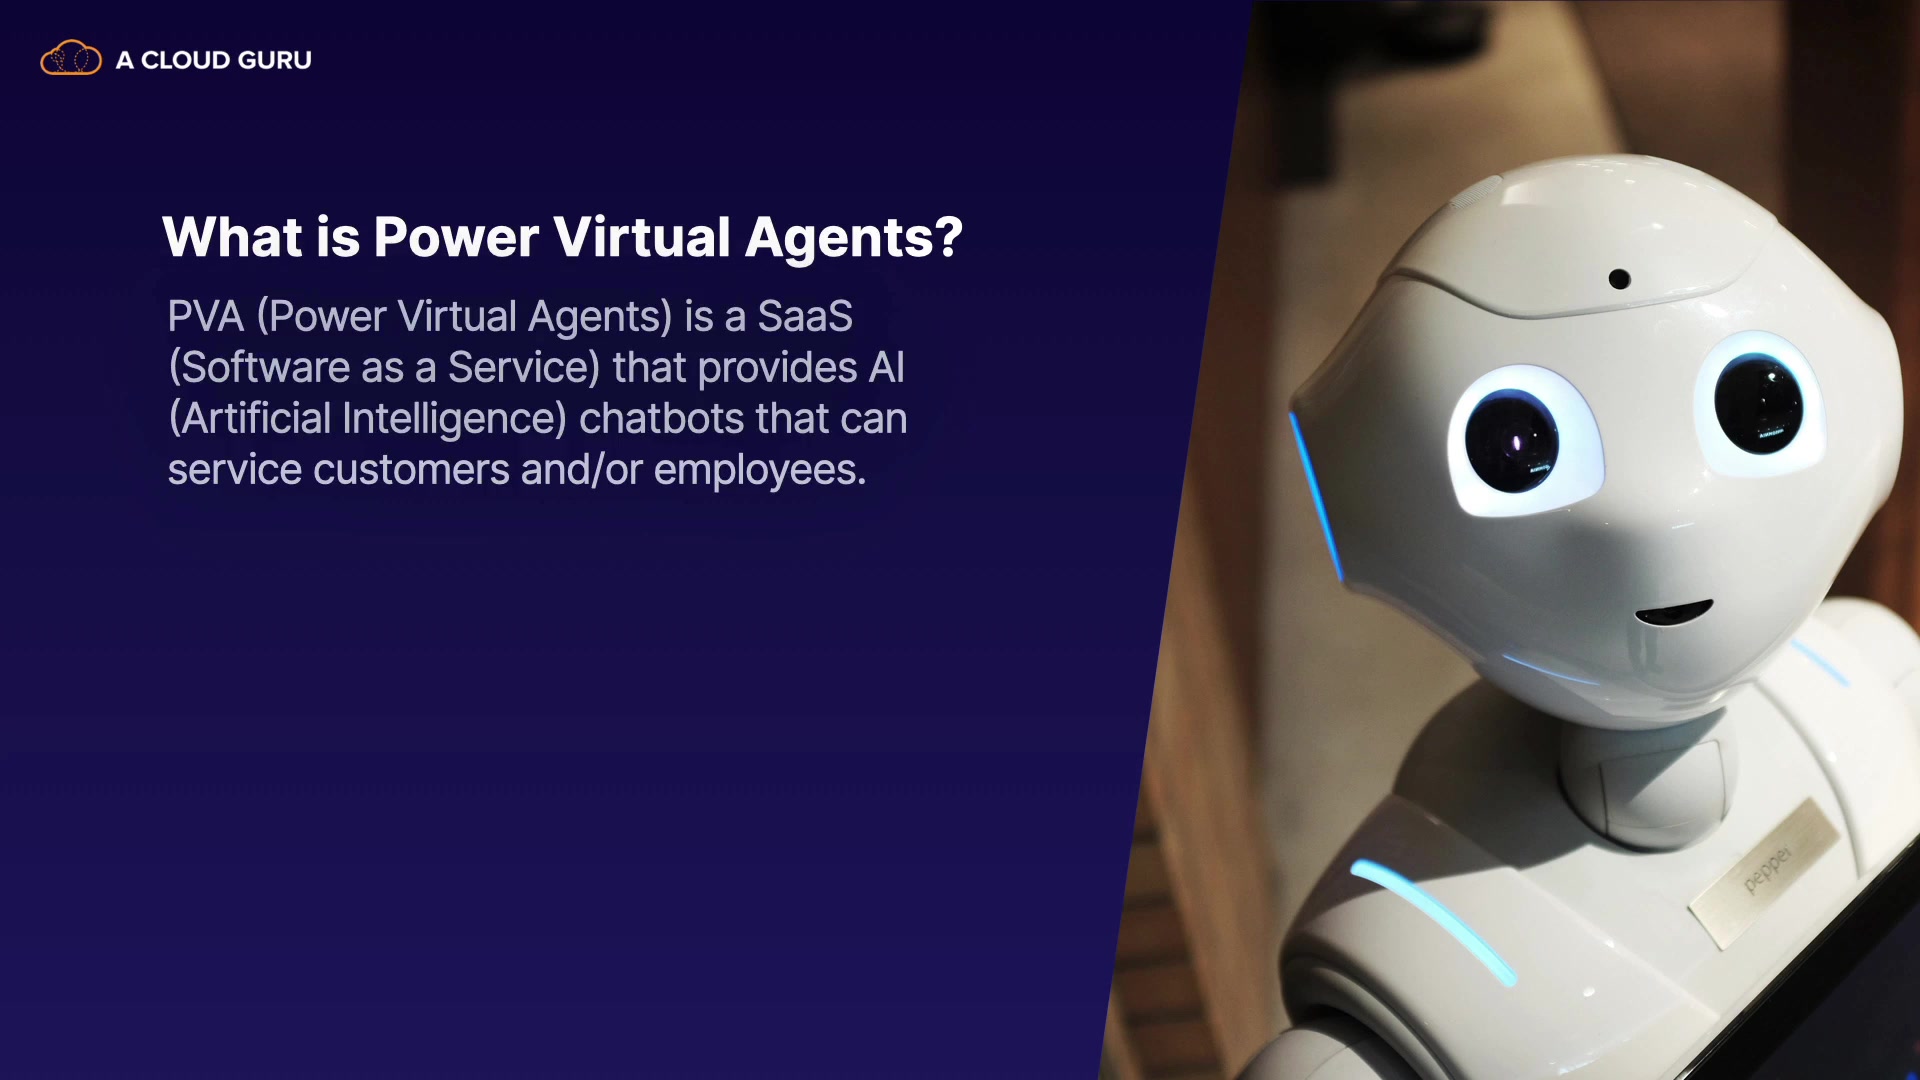 A CLOUD GURU
What is Power Virtual Agents?
PVA (Power Virtual Agents) is a SaaS
(Software as a Service) that provides AI
(Artificial Intelligence) chatbots that can
service customers and/or employees.
pepper